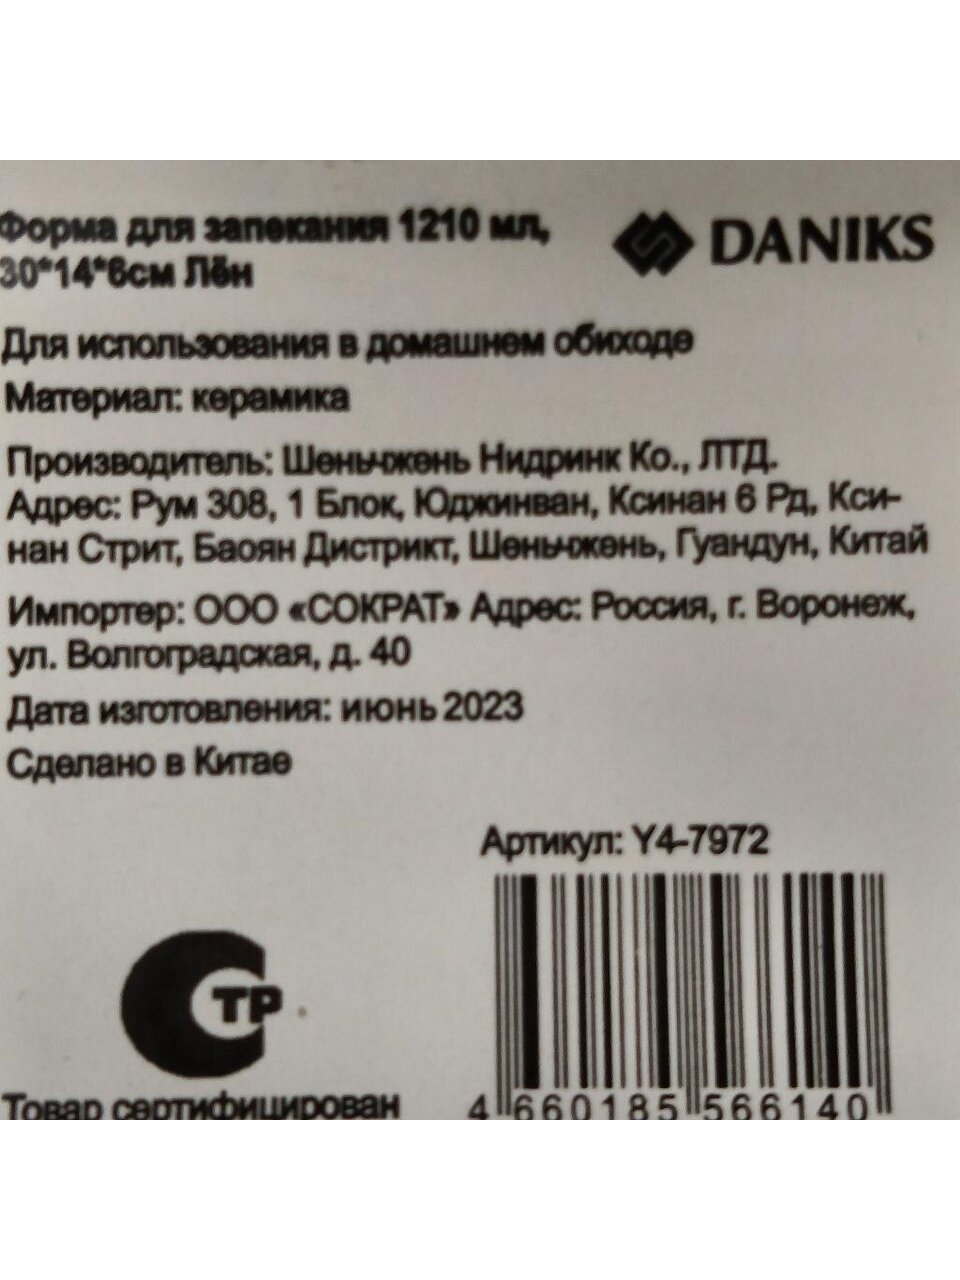 Форма для запекания 1210 мл,
30*14*6см Лён
DANIKS
Для использования в домашнем обиходе
Материал: керамика
Производитель: Шеньчжень Нидринк Ко., ЛТД.
Адрес: Рум 308, 1 Блок, Юджинван, Ксинан 6 Рд, Кси-
нан Стрит, Баоян Дистрикт, Шеньчжень, Гуандун, Китай
Импортер: ООО «СОКРАТ» Адрес: Россия, г. Воронеж,
ул. Волгоградская, д. 40
Дата изготовления: июнь 2023
Сделано в Китае
Артикул: Y4-7972
СТР
Товар сертифицирован
4 660185 566140